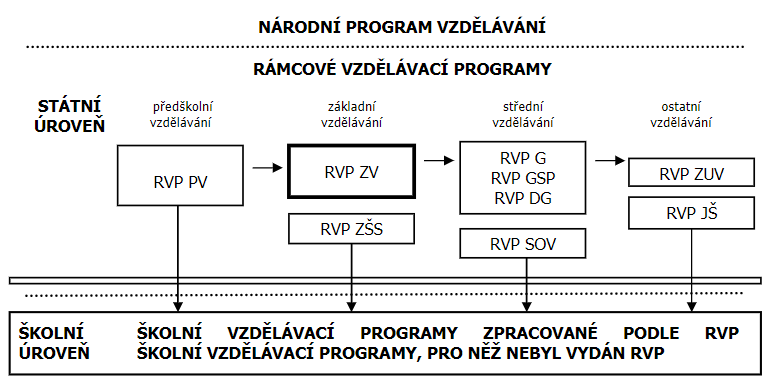 NÁRODNÍ PROGRAM VZDĚLÁVÁNÍ
RÁMCOVÉ VZDĚLÁVACÍ PROGRAMY
STÁTNÍ
ÚROVEŇ
předškolní
vzdělávání
základní
vzdělávání
střední
vzdělávání
ostatní
vzdělávání
RVP PV
RVP ZV
RVP ZŠS
RVP G
RVP GSP
RVP DG
RVP SOV
RVP ZUV
RVP JŠ
ŠKOLNÍ
ÚROVEŇ
ŠKOLNÍ VZDĚLÁVACÍ PROGRAMY ZPRACOVANÉ PODLE RVP
ŠKOLNÍ VZDĚLÁVACÍ PROGRAMY, PRO NĚŽ NEBYL VYDÁN RVP